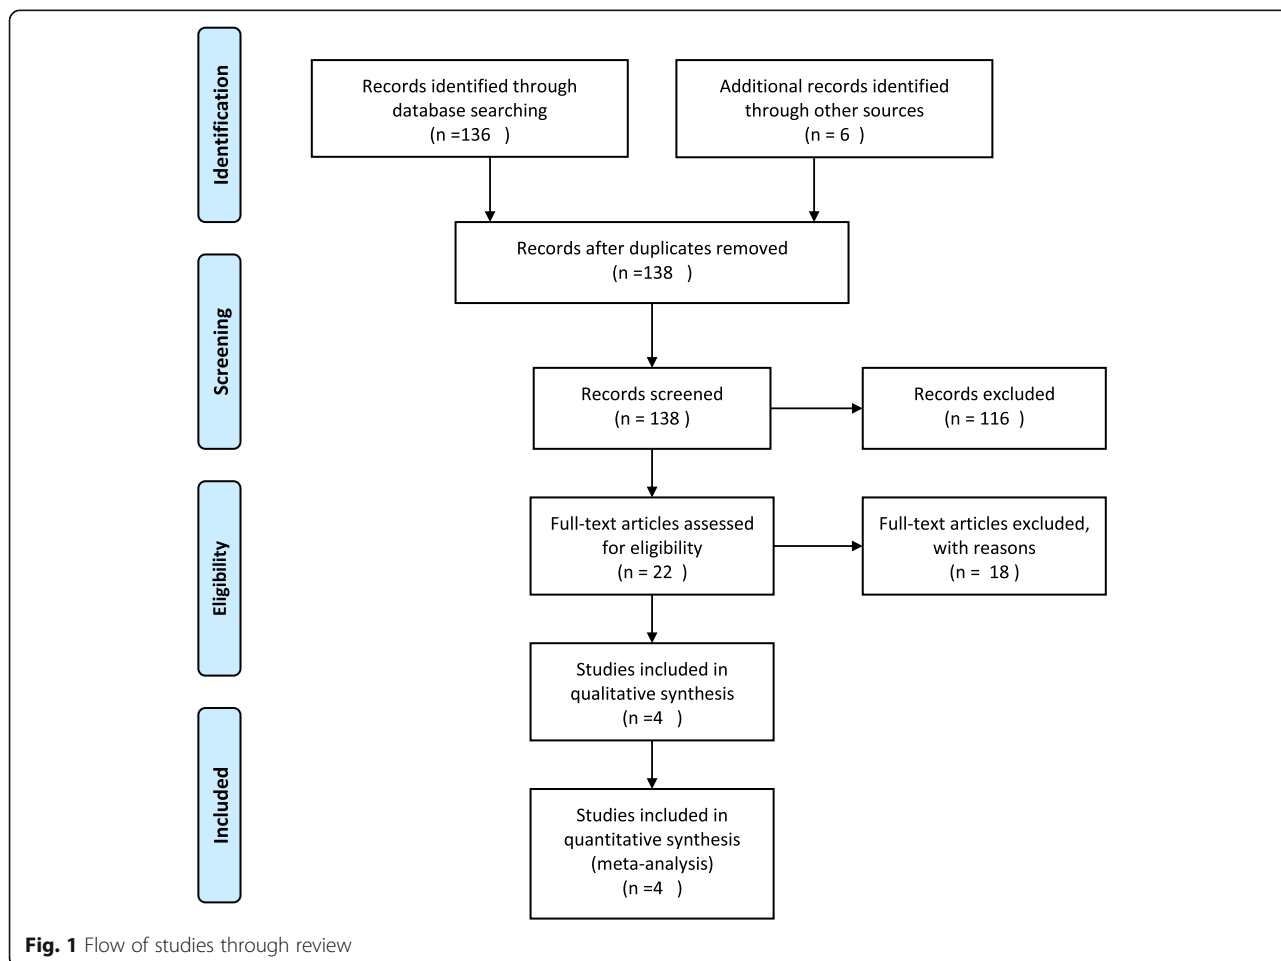 Identification
Records identified through
database searching
(n =136   )
Additional records identified
through other sources
(n = 6  )
Records after duplicates removed
(n =138   )
Screening
Records screened
(n = 138 )
Records excluded
(n = 116  )
Eligibility
Full-text articles assessed
for eligibility
(n = 22  )
Full-text articles excluded,
with reasons
(n =  18 )
Studies included in
qualitative synthesis
(n =4   )
Included
Studies included in
quantitative synthesis
(meta-analysis)
(n =4   )
Fig. 1 Flow of studies through review